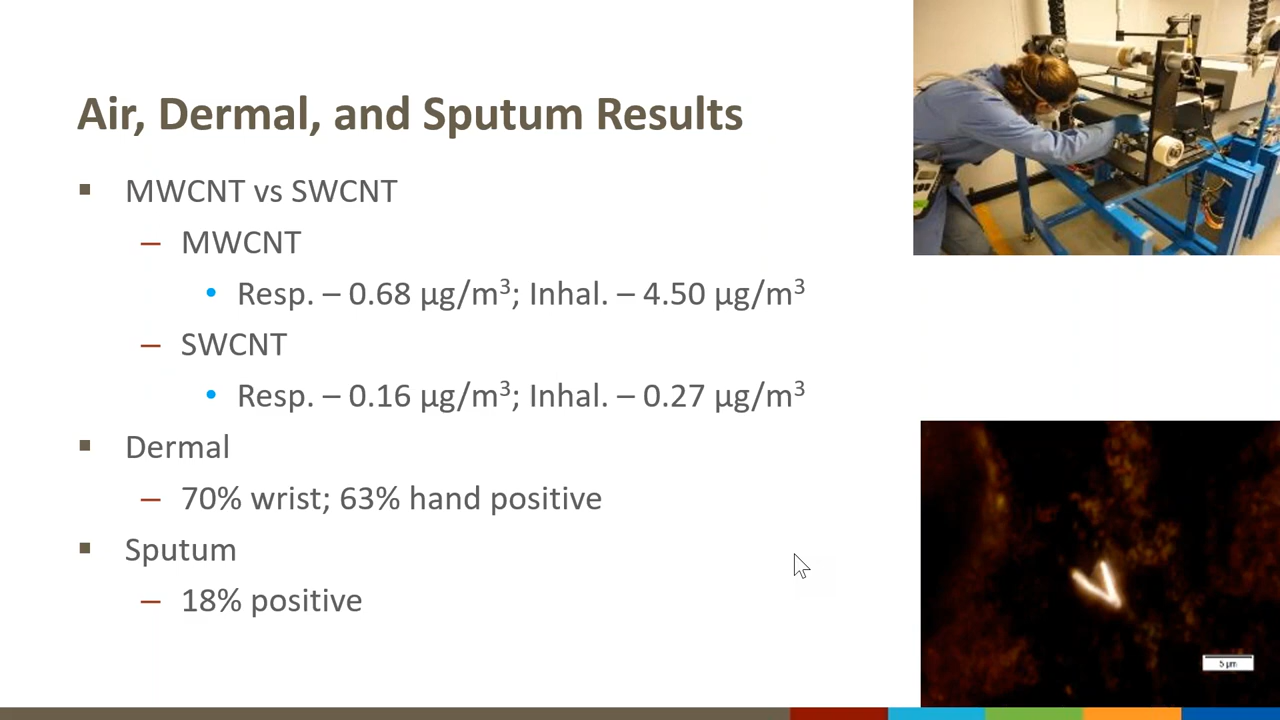 Air, Dermal, and Sputum Results
▪ MWCNT vs SWCNT
– MWCNT
• Resp. – 0.68 µg/m³; Inhal. – 4.50 µg/m³
– SWCNT
• Resp. – 0.16 µg/m³; Inhal. – 0.27 µg/m³
▪ Dermal
– 70% wrist; 63% hand positive
▪ Sputum
– 18% positive
5 µm